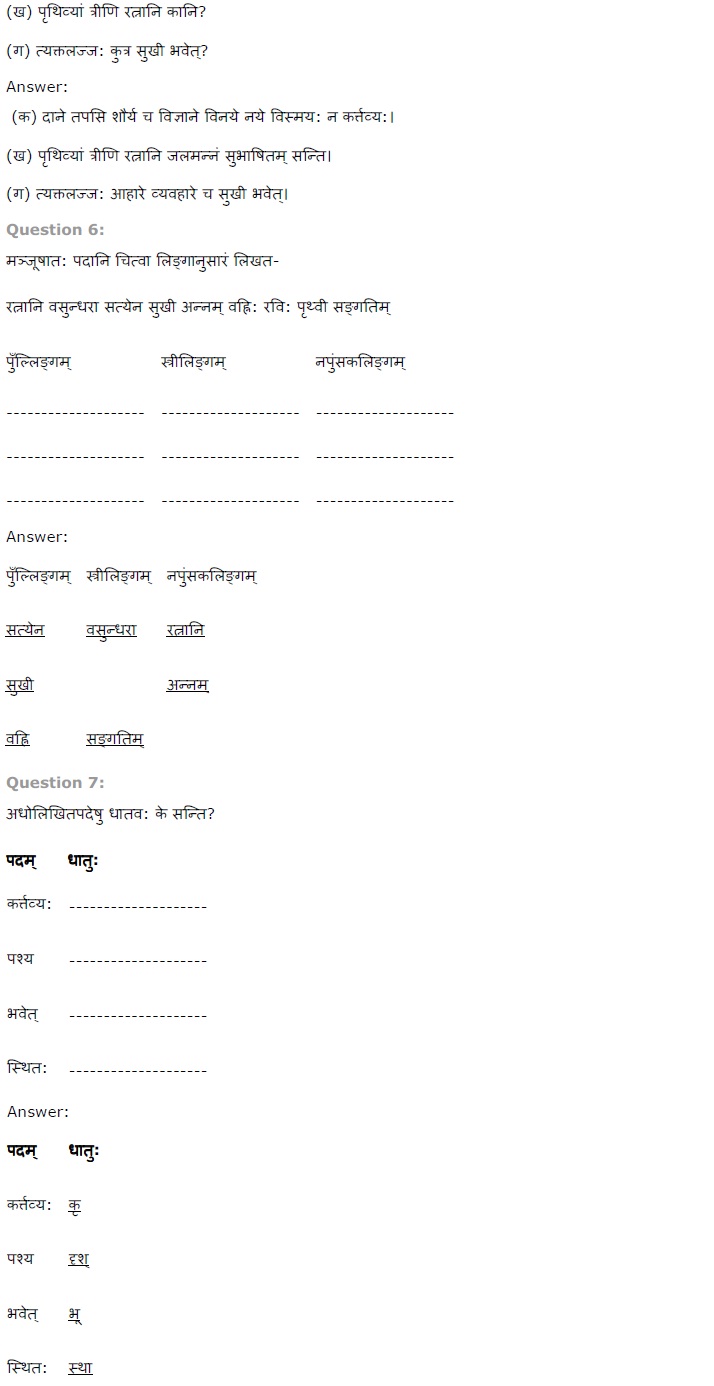 (ख) पृथिव्यां त्रीणि रत्नानि कानि?
(ग) त्यक्तलज्ज: कुत्र सुखी भवेत्?
Answer:
(क) दाने तपसि शौर्य च विज्ञाने विनये नये विस्मय: न कर्त्तव्य:।
(ख) पृथिव्यां त्रीणि रत्नानि जलमन्नं सुभाषितम् सन्ति।
(ग) त्यक्तलज्ज: आहारे व्यवहारे च सुखी भवेत्।
Question 6:
मञ्जूषात: पदानि चित्वा लिङ्गानुसारं लिखत-
रत्नानि वसुन्धरा सत्येन सुखी अन्नम् वह्नि: रवि: पृथ्वी सङ्गतिम्
पुँल्लिङ्गम् स्त्रीलिङ्गम् नपुंसकलिङ्गम्
-------------------- -------------------- --------------------
-------------------- -------------------- --------------------
-------------------- -------------------- --------------------
Answer:
पुँल्लिङ्गम् स्त्रीलिङ्गम् नपुंसकलिङ्गम्
सत्येन वसुन्धरा रत्नानि
सुखी अन्नम्
वह्नि सङ्गतिम्
Question 7:
अधोलिखितपदेषु धातव: के सन्ति?
पदम् धातु:
कर्त्तव्य: --------------------
पश्य --------------------
भवेत् --------------------
स्थित: --------------------
Answer:
पदम् धातु:
कर्त्तव्य: कृ
पश्य दृश्
भवेत् भू
स्थित: स्था